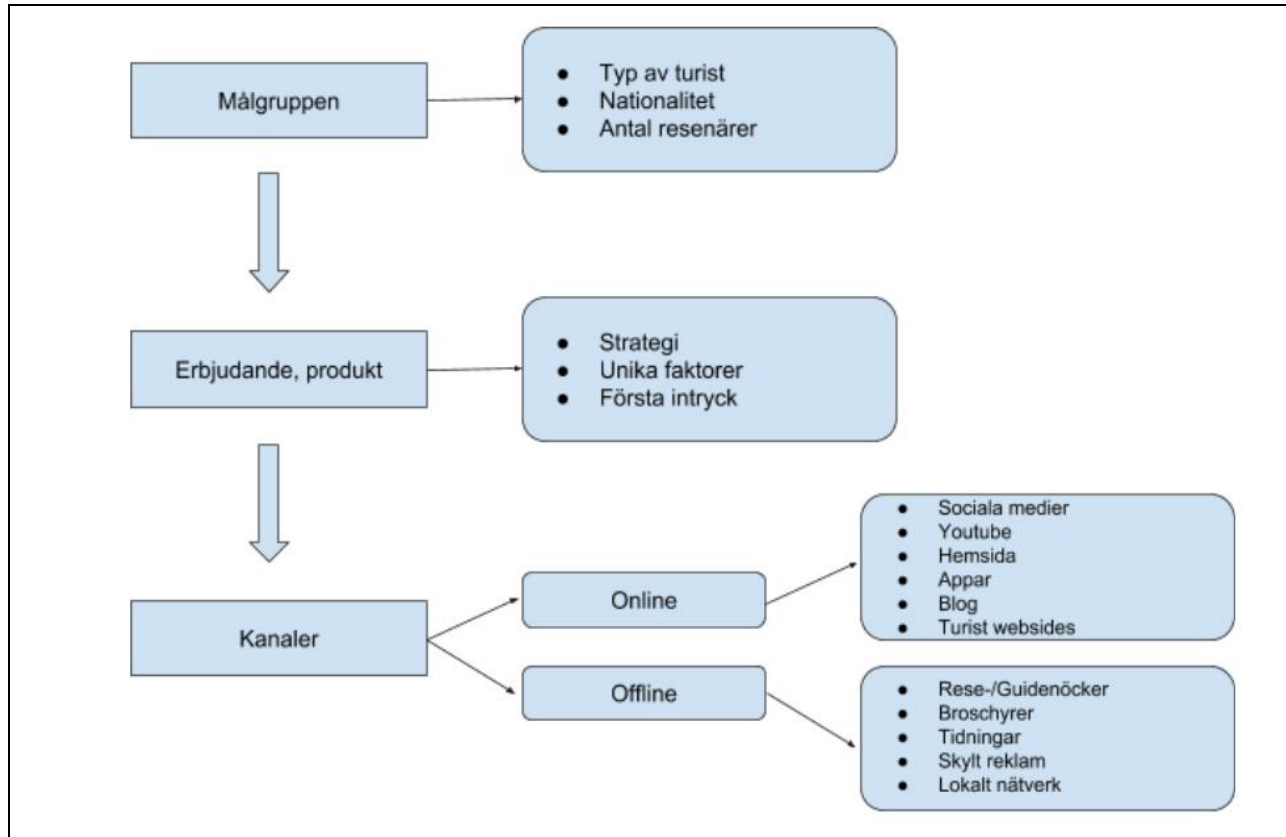 Målgruppen
● Typ av turist
● Nationalitet
● Antal resenärer
Erbjudande, produkt
● Strategi
● Unika faktorer
● Första intryck
Kanaler
Online
● Sociala medier
● Youtube
● Hemsida
● Appar
● Blog
● Turist websides
Offline
● Rese-/Guidenöcker
● Broschyrer
● Tidningar
● Skylt reklam
● Lokalt nätverk